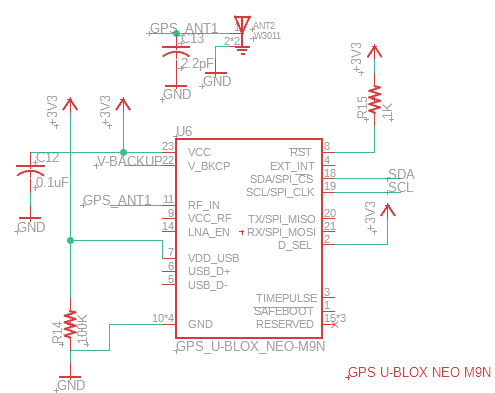 GPS_ANT1
ANT2
W3011
1
2*2
C13
2.2pF
GND
GND
+3V3
+3V3
+3V3
R15
1K
U6
C12
0.1uF
GND
V-BACKUP
GPS_ANT1
23 VCC RST 8
22 V_BKCP EXT_INT 4
SDA/SPI_CS 18 SDA
11 RF_IN SCL/SPI_CLK 19 SCL
9 VCC_RF TX/SPI_MISO 20
14 LNA_EN RX/SPI_MOSI 21
D_SEL 2
+3V3
7 VDD_USB
6 USB_D+
5 USB_D-
TIMEPULSE 3
SAFEBOOT 1
10*4 GND RESERVED 15*3
R14
100K
GND
GPS_U-BLOX_NEO-M9N
GPS U-BLOX NEO M9N